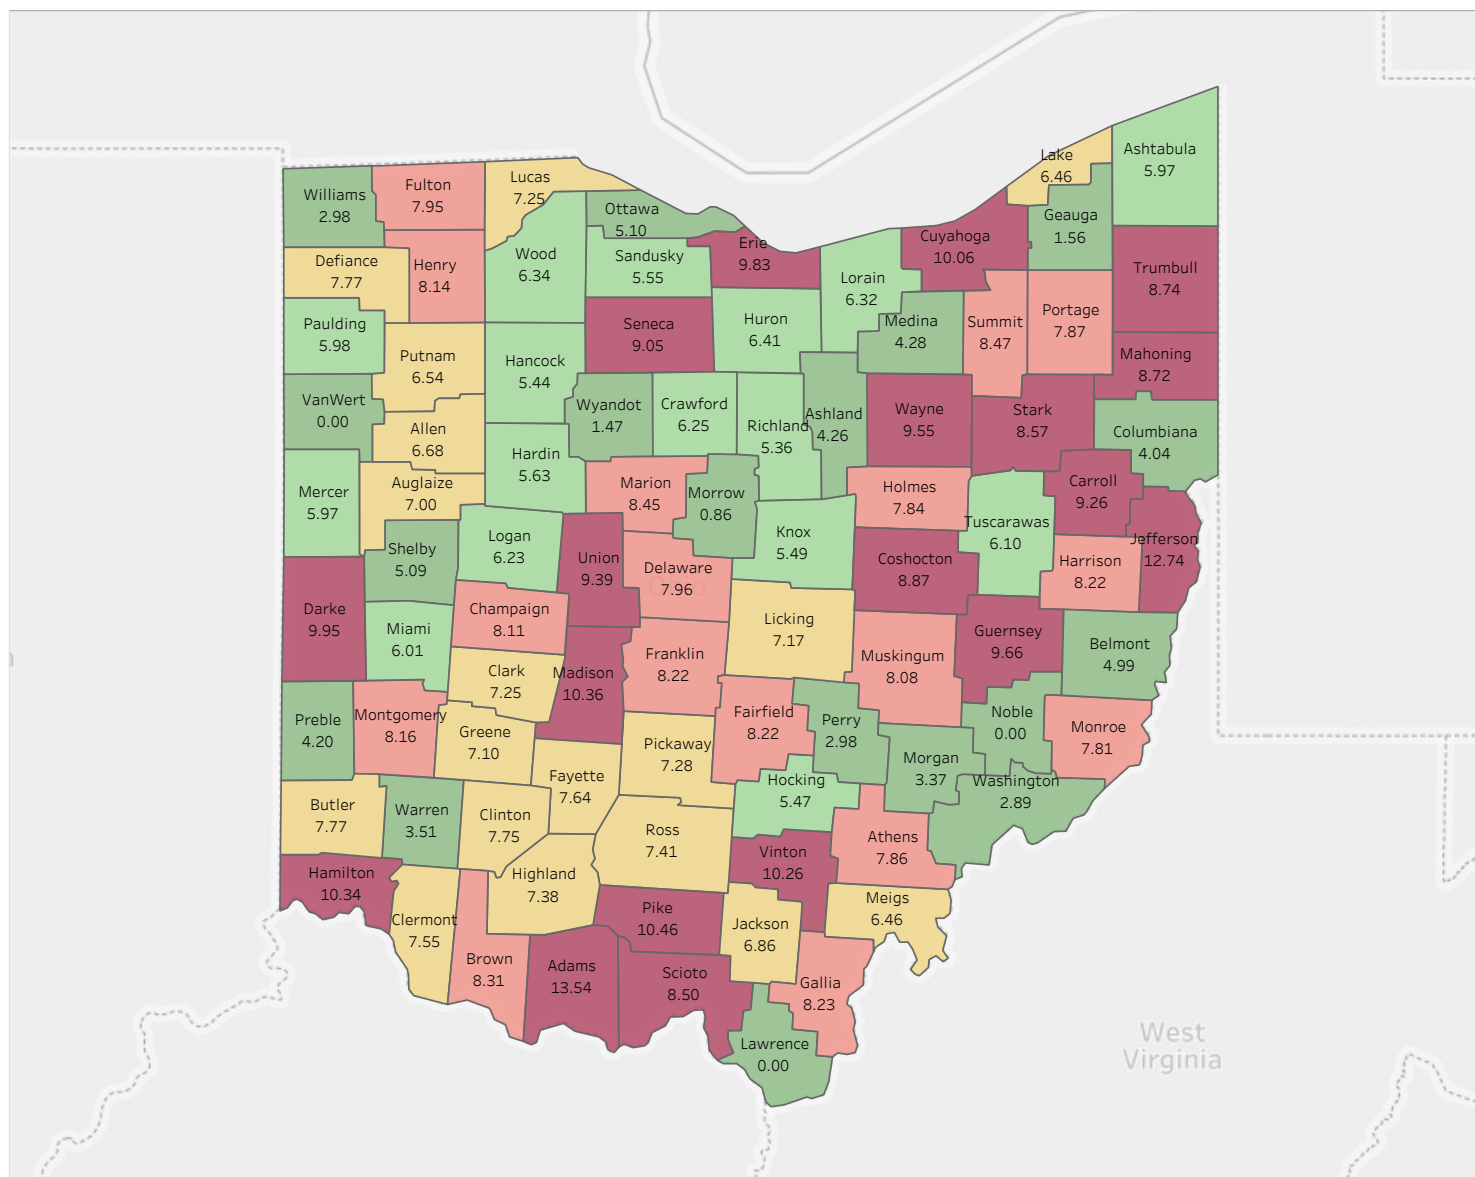 Ashtabula
5.97
Lake
6.46
Geauga
1.56
Williams
2.98
Fulton
7.95
Lucas
7.25
Ottawa
5.10
Erie
9.83
Cuyahoga
10.06
Trumbull
8.74
Defiance
7.77
Henry
8.14
Wood
6.34
Sandusky
5.55
Lorain
6.32
Medina
4.28
Summit
8.47
Portage
7.87
Mahoning
8.72
Paulding
5.98
Putnam
6.54
Hancock
5.44
Seneca
9.05
Huron
6.41
VanWert
0.00
Allen
6.68
Wyandot
1.47
Crawford
6.25
Richland
5.36
Ashland
4.26
Wayne
9.55
Stark
8.57
Columbiana
4.04
Mercer
5.97
Auglaize
7.00
Hardin
5.63
Marion
8.45
Morrow
0.86
Holmes
7.84
Carroll
9.26
Tuscarawas
6.10
Jefferson
12.74
Shelby
5.09
Logan
6.23
Union
9.39
Delaware
7.96
Ohio
Knox
5.49
Coshocton
8.87
Harrison
8.22
Darke
9.95
Miami
6.01
Champaign
8.11
Licking
7.17
Guernsey
9.66
Belmont
4.99
Clark
7.25
Madison
10.36
Franklin
8.22
Muskingum
8.08
Preble
4.20
Montgomery
8.16
Greene
7.10
Pickaway
7.28
Fairfield
8.22
Perry
2.98
Noble
0.00
Monroe
7.81
Morgan
3.37
Washington
2.89
Fayette
7.64
Hocking
5.47
Butler
7.77
Warren
3.51
Clinton
7.75
Ross
7.41
Athens
7.86
Hamilton
10.34
Highland
7.38
Vinton
10.26
Clermont
7.55
Pike
10.46
Jackson
6.86
Meigs
6.46
Brown
8.31
Adams
13.54
Scioto
8.50
Gallia
8.23
Lawrence
0.00
West
Virginia